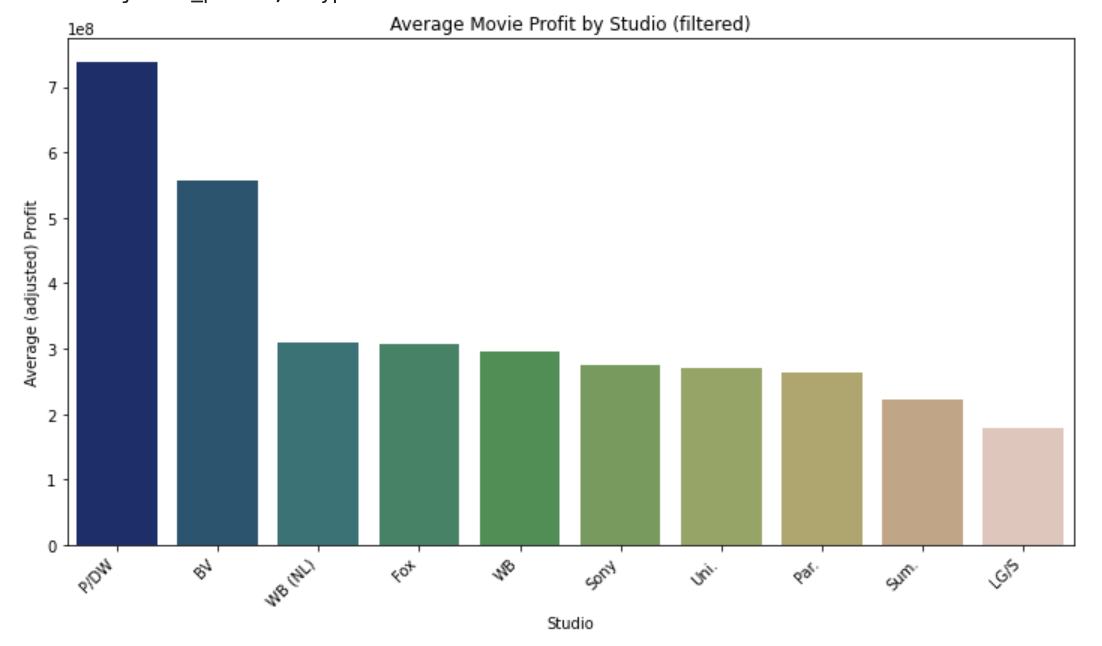 Average Movie Profit by Studio (filtered)
1e8
7
6
5
4
3
2
1
0
Average (adjusted) Profit
P/DW
BV
WB (NL)
Fox
WB
Sony
Uni.
Par.
Sum.
LG/S
Studio